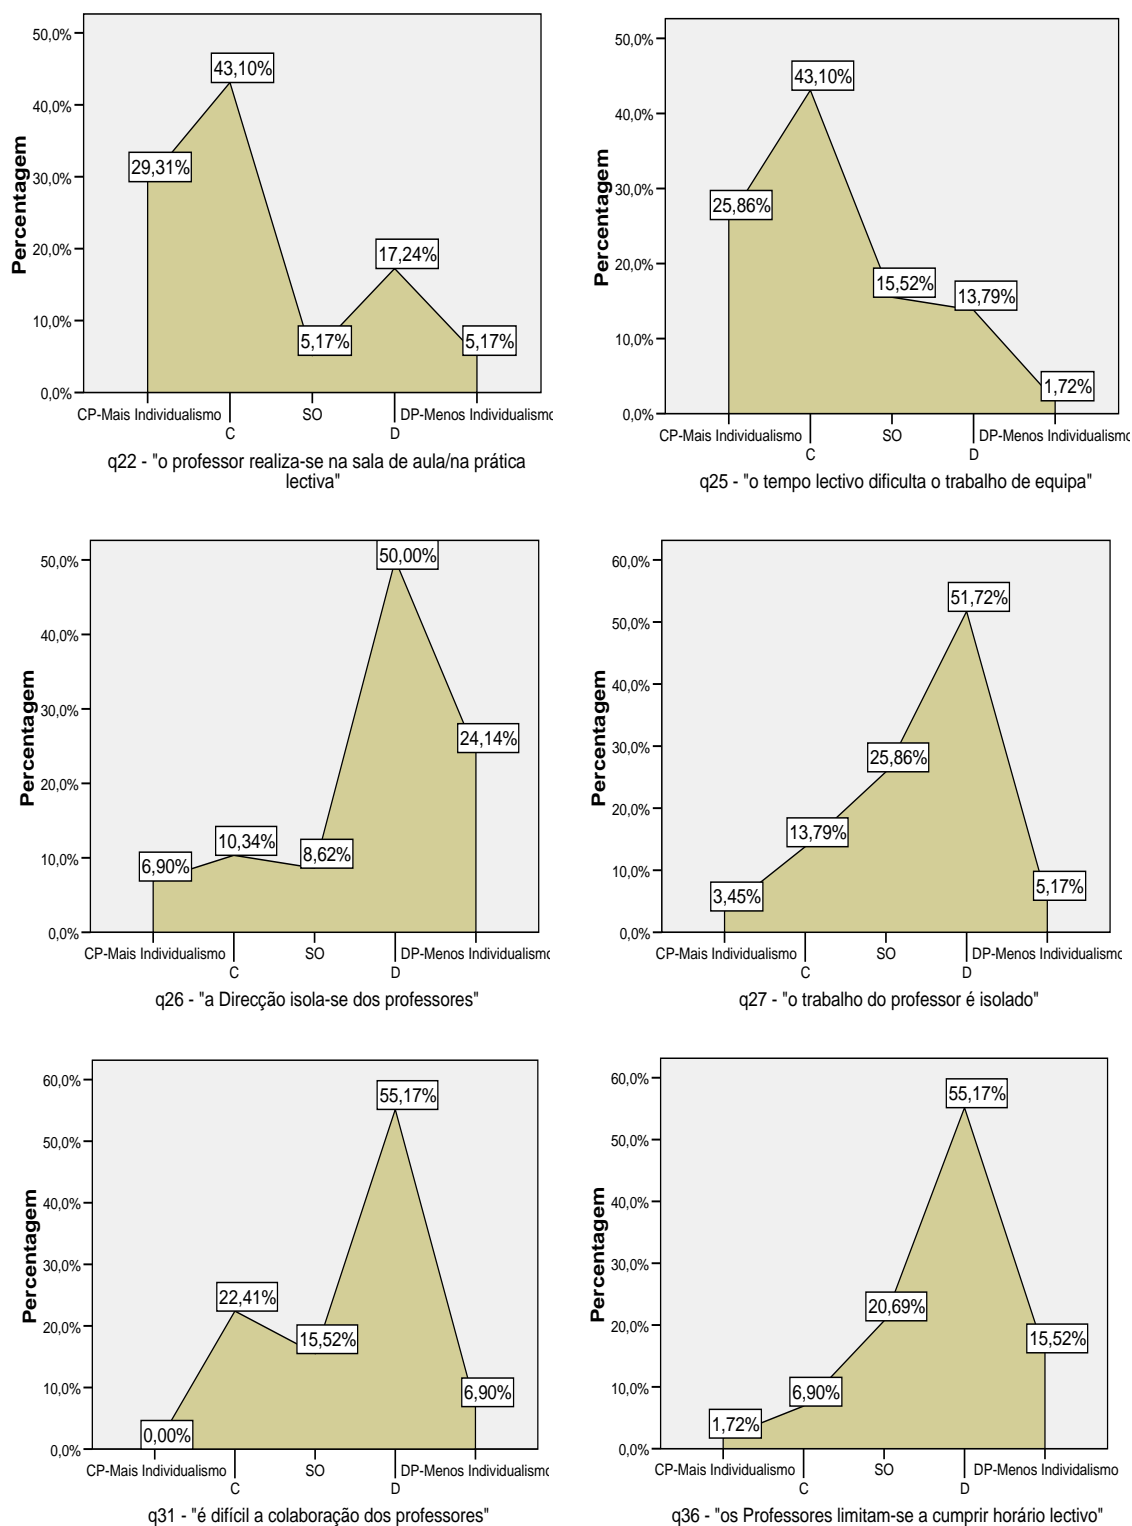 50,0%
40,0%
30,0%
20,0%
10,0%
0,0%
Percentagem
43,10%
29,31%
17,24%
5,17%
5,17%
CP-Mais Individualismo
C
SO
D
DP-Menos Individualismo
q22 - "o professor realiza-se na sala de aula/na prática
lectiva"
50,0%
40,0%
30,0%
20,0%
10,0%
0,0%
Percentagem
43,10%
25,86%
15,52%
13,79%
1,72%
CP-Mais Individualismo
C
SO
D
DP-Menos Individualismo
q25 - "o tempo lectivo dificulta o trabalho de equipa"
50,0%
40,0%
30,0%
20,0%
10,0%
0,0%
Percentagem
50,00%
24,14%
10,34%
8,62%
6,90%
CP-Mais Individualismo
C
SO
D
DP-Menos Individualismo
q26 - "a Direcção isola-se dos professores"
60,0%
50,0%
40,0%
30,0%
20,0%
10,0%
0,0%
Percentagem
51,72%
25,86%
13,79%
3,45%
5,17%
CP-Mais Individualismo
C
SO
D
DP-Menos Individualismo
q27 - "o trabalho do professor é isolado"
60,0%
50,0%
40,0%
30,0%
20,0%
10,0%
0,0%
Percentagem
55,17%
22,41%
15,52%
6,90%
0,00%
CP-Mais Individualismo
C
SO
D
DP-Menos Individualismo
q31 - "é difícil a colaboração dos professores"
60,0%
50,0%
40,0%
30,0%
20,0%
10,0%
0,0%
Percentagem
55,17%
20,69%
15,52%
6,90%
1,72%
CP-Mais Individualismo
C
SO
D
DP-Menos Individualismo
q36 - "os Professores limitam-se a cumprir horário lectivo"